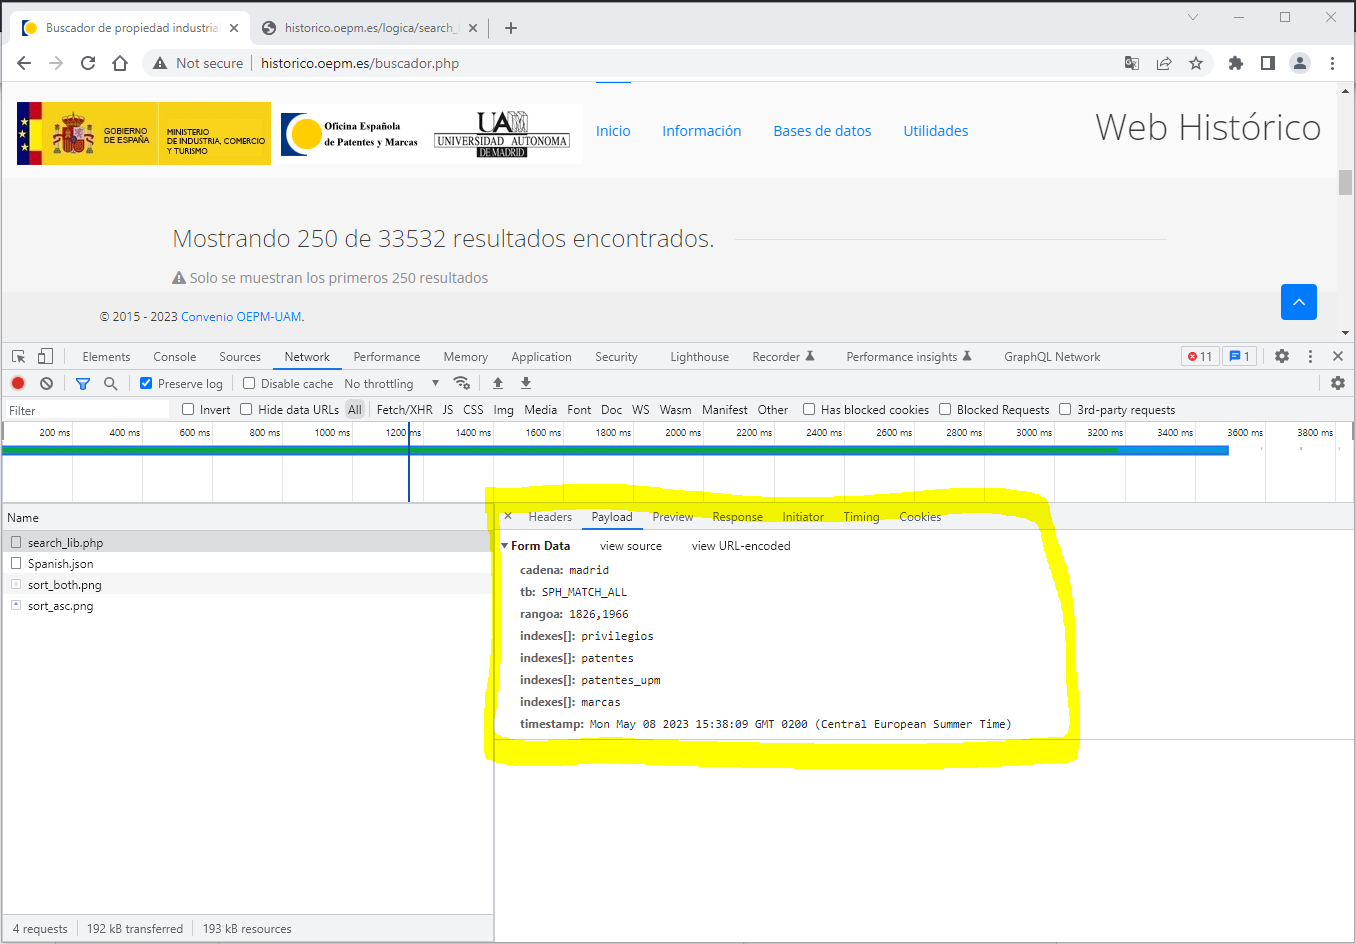 Buscador de propiedad industria
historico.oepm.es/logica/search_
Not secure
historico.oepm.es/buscador.php
GOBIERNO DE ESPAÑA
MINISTERIO DE INDUSTRIA, COMERCIO Y TURISMO
Oficina Española de Patentes y Marcas
UAM
UNIVERSIDAD AUTONOMA
DE MADRID
Inicio
Información
Bases de datos
Utilidades
Web Histórico
Mostrando 250 de 33532 resultados encontrados.
Solo se muestran los primeros 250 resultados
© 2015 - 2023 Convenio OEPM-UAM.
Elements Console Sources Network Performance Memory Application Security Lighthouse Recorder Performance insights GraphQL Network 11 1
Preserve log Disable cache No throttling
Filter Invert Hide data URLs All Fetch/XHR JS CSS Img Media Font Doc WS Wasm Manifest Other Has blocked cookies Blocked Requests 3rd-party requests
200 ms 400 ms 600 ms 800 ms 1000 ms 1200 ms 1400 ms 1600 ms 1800 ms 2000 ms 2200 ms 2400 ms 2600 ms 2800 ms 3000 ms 3200 ms 3400 ms 3600 ms 3800 ms
Name
search_lib.php
Spanish.json
sort_both.png
sort_asc.png
Headers Payload Preview Response Initiator Timing Cookies
Form Data view source view URL-encoded
cadena: madrid
tb: SPH_MATCH_ALL
rangoa: 1826,1966
indexes[]: privilegios
indexes[]: patentes
indexes[]: patentes_upm
indexes[]: marcas
timestamp: Mon May 08 2023 15:38:09 GMT 0200 (Central European Summer Time)
4 requests 192 kB transferred 193 kB resources